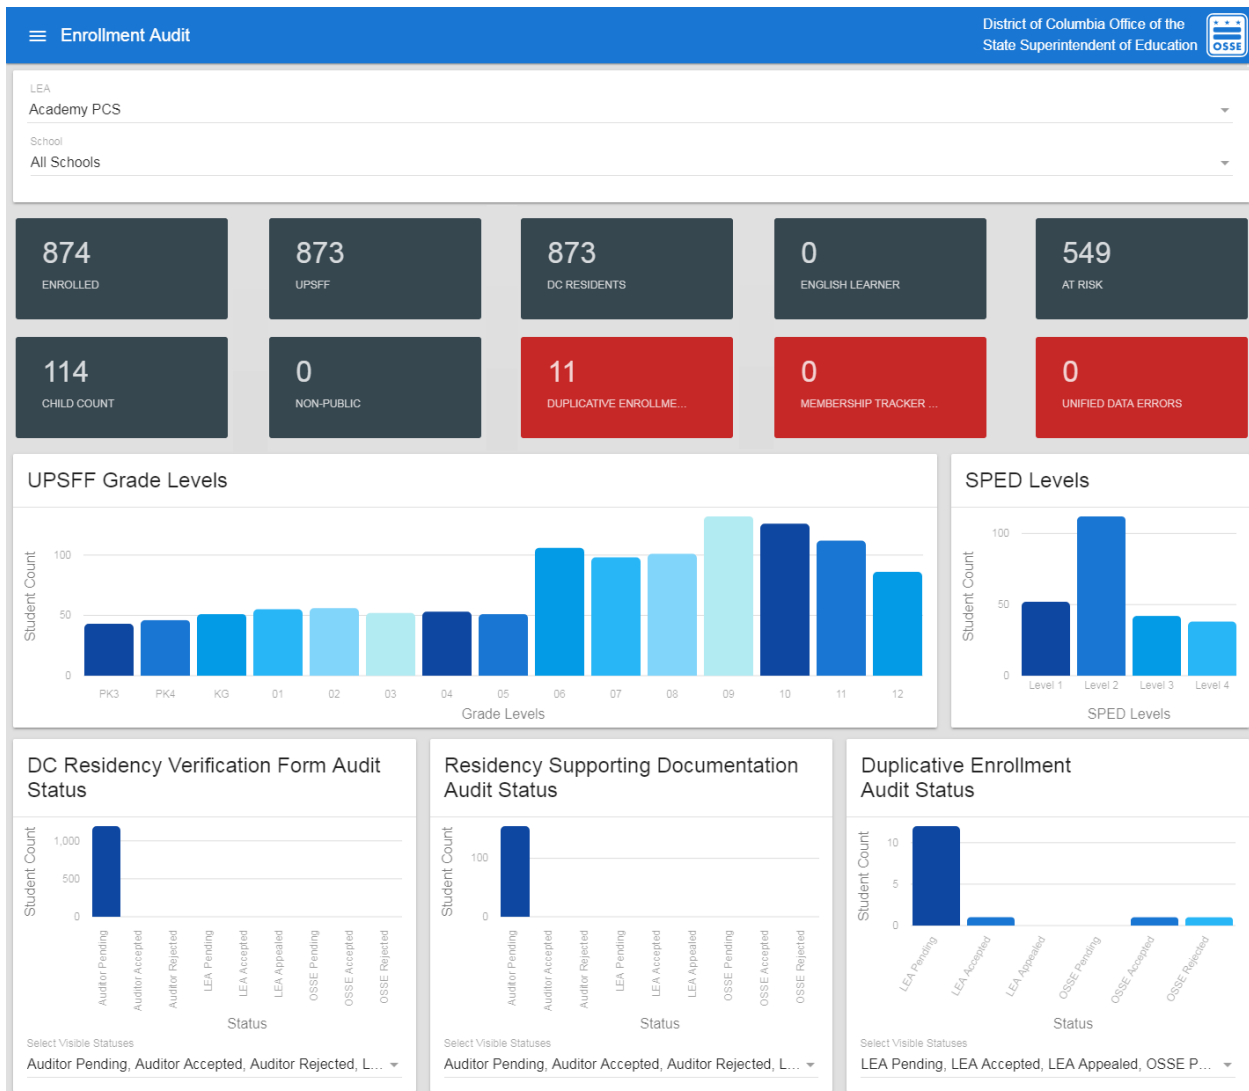 Enrollment Audit
District of Columbia Office of the
State Superintendent of Education
OSSE
LEA
Academy PCS
School
All Schools
874
ENROLLED
873
UPSFF
873
DC RESIDENTS
0
ENGLISH LEARNER
549
AT RISK
114
CHILD COUNT
0
NON-PUBLIC
11
DUPLICATIVE ENROLLME...
0
MEMBERSHIP TRACKER ...
0
UNIFIED DATA ERRORS
UPSFF Grade Levels
Student Count
100
50
0
PK3 PK4 KG 01 02 03 04 05 06 07 08 09 10 11 12
Grade Levels
SPED Levels
Student Count
100
50
0
Level 1 Level 2 Level 3 Level 4
SPED Levels
DC Residency Verification Form Audit
Status
Student Count
1,000
500
0
Auditor Pending
Auditor Accepted
Auditor Rejected
LEA Pending
LEA Accepted
LEA Appealed
OSSE Pending
OSSE Accepted
OSSE Rejected
Status
Select Visible Statuses
Auditor Pending, Auditor Accepted, Auditor Rejected, L...
Residency Supporting Documentation
Audit Status
Student Count
100
0
Auditor Pending
Auditor Accepted
Auditor Rejected
LEA Pending
LEA Accepted
LEA Appealed
OSSE Pending
OSSE Accepted
OSSE Rejected
Status
Select Visible Statuses
Auditor Pending, Auditor Accepted, Auditor Rejected, L...
Duplicative Enrollment
Audit Status
Student Count
10
5
0
LEA Pending
LEA Accepted
LEA Appealed
OSSE Pending
OSSE Accepted
OSSE Rejected
Status
Select Visible Statuses
LEA Pending, LEA Accepted, LEA Appealed, OSSE P...